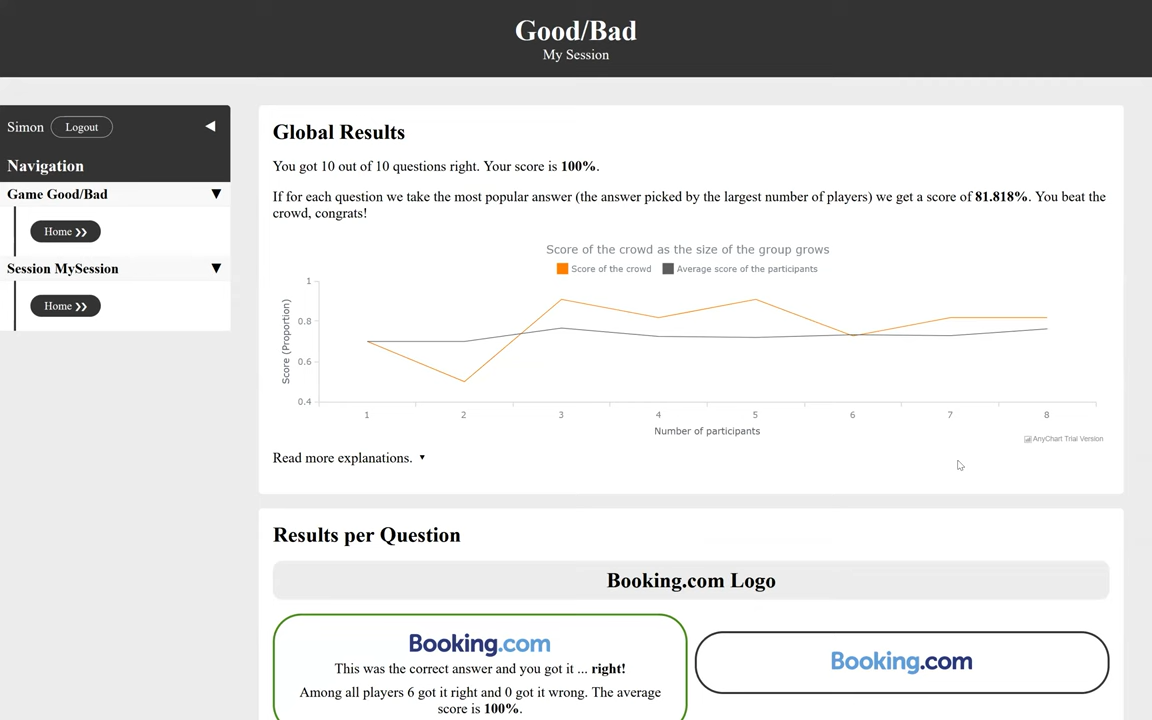 Good/Bad
My Session
Simon
Logout
Navigation
Game Good/Bad
Home
Session MySession
Home
Global Results
You got 10 out of 10 questions right. Your score is 100%.
If for each question we take the most popular answer (the answer picked by the largest number of players) we get a score of 81.818%. You beat the
crowd, congrats!
Score of the crowd as the size of the group grows
Score of the crowd
Average score of the participants
Score (Proportion)
1
0.8
0.6
0.4
1 2 3 4 5 6 7 8
Number of participants
AnyChart Trial Version
Read more explanations.
Results per Question
Booking.com Logo
Booking.com
This was the correct answer and you got it ... right!
Among all players 6 got it right and 0 got it wrong. The average
score is 100%.
Booking.com